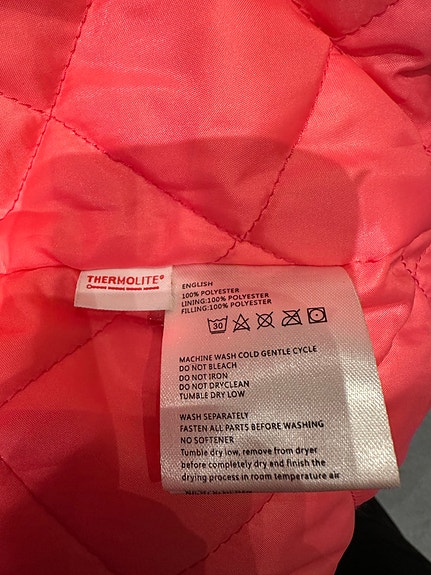 THERMOLITE®
ENGLISH
100% POLYESTER
LINING:100% POLYESTER
FILLING:100% POLYESTER
30
MACHINE WASH COLD GENTLE CYCLE
DO NOT BLEACH
DO NOT IRON
DO NOT DRYCLEAN
TUMBLE DRY LOW
WASH SEPARATELY
FASTEN ALL PARTS BEFORE WASHING
NO SOFTENER
Tumble dry low, remove from dryer
before completely dry and finish the
drying process in room temperature air